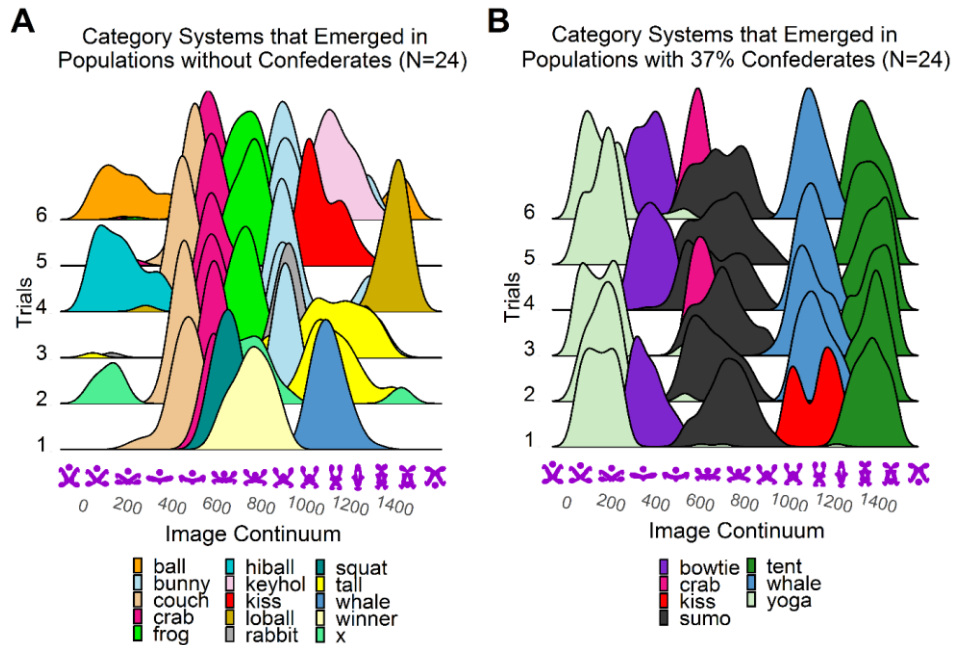 A
Category Systems that Emerged in
Populations without Confederates (N=24)
Trials
6
5
4
3
2
1
0 200 400 600 800 1000 1200 1400
Image Continuum
ball hiball squat
bunny keyhol tall
couch kiss whale
crab loball winner
frog rabbit x
B
Category Systems that Emerged in
Populations with 37% Confederates (N=24)
Trials
6
5
4
3
2
1
0 200 400 600 800 1000 1200 1400
Image Continuum
bowtie tent
crab whale
kiss yoga
sumo